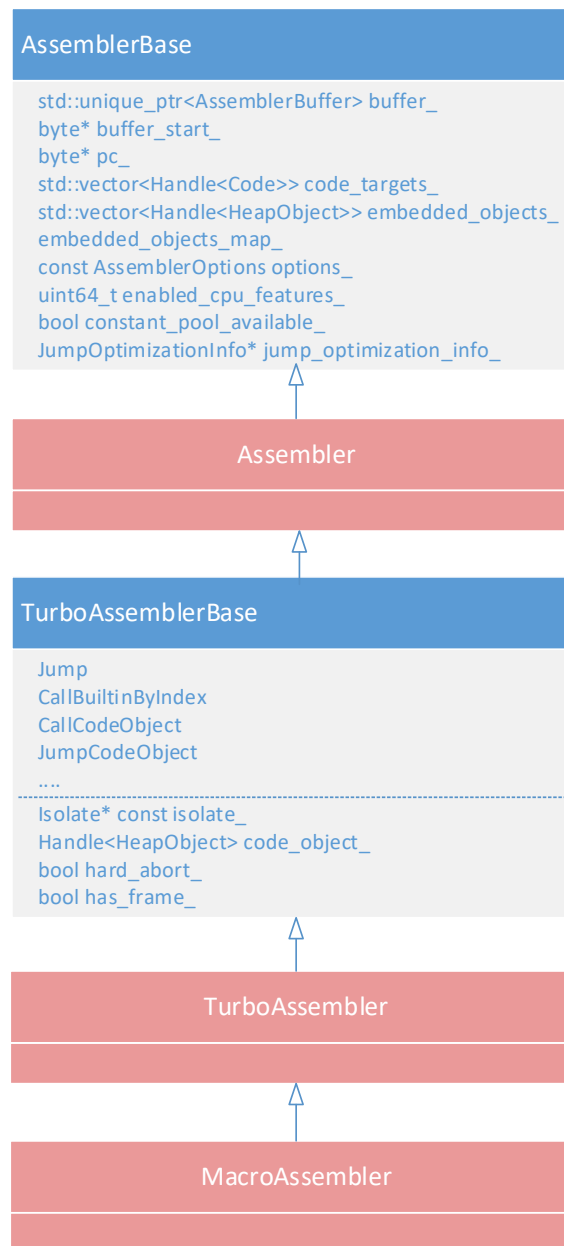 AssemblerBase
std::unique_ptr<AssemblerBuffer> buffer_
byte* buffer_start_
byte* pc_
std::vector<Handle<Code>> code_targets_
std::vector<Handle<HeapObject>> embedded_objects_
embedded_objects_map_
const AssemblerOptions options_
uint64_t enabled_cpu_features_
bool constant_pool_available_
JumpOptimizationInfo* jump_optimization_info_
Assembler
TurboAssemblerBase
Jump
CallBuiltinByIndex
CallCodeObject
JumpCodeObject
....
Isolate* const isolate_
Handle<HeapObject> code_object_
bool hard_abort_
bool has_frame_
TurboAssembler
MacroAssembler